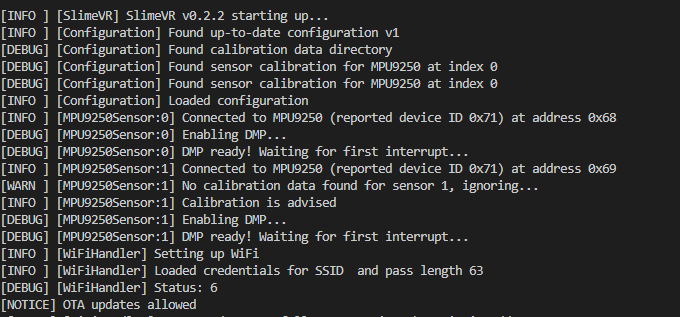 [INFO ] [SlimeVR] SlimeVR v0.2.2 starting up...
[INFO ] [Configuration] Found up-to-date configuration v1
[DEBUG] [Configuration] Found calibration data directory
[DEBUG] [Configuration] Found sensor calibration for MPU9250 at index 0
[DEBUG] [Configuration] Found sensor calibration for MPU9250 at index 0
[INFO ] [Configuration] Loaded configuration
[INFO ] [MPU9250Sensor:0] Connected to MPU9250 (reported device ID 0x71) at address 0x68
[DEBUG] [MPU9250Sensor:0] Enabling DMP...
[DEBUG] [MPU9250Sensor:0] DMP ready! Waiting for first interrupt...
[INFO ] [MPU9250Sensor:1] Connected to MPU9250 (reported device ID 0x71) at address 0x69
[WARN ] [MPU9250Sensor:1] No calibration data found for sensor 1, ignoring...
[INFO ] [MPU9250Sensor:1] Calibration is advised
[DEBUG] [MPU9250Sensor:1] Enabling DMP...
[DEBUG] [MPU9250Sensor:1] DMP ready! Waiting for first interrupt...
[INFO ] [WiFiHandler] Setting up WiFi
[INFO ] [WiFiHandler] Loaded credentials for SSID  and pass length 63
[DEBUG] [WiFiHandler] Status: 6
[NOTICE] OTA updates allowed